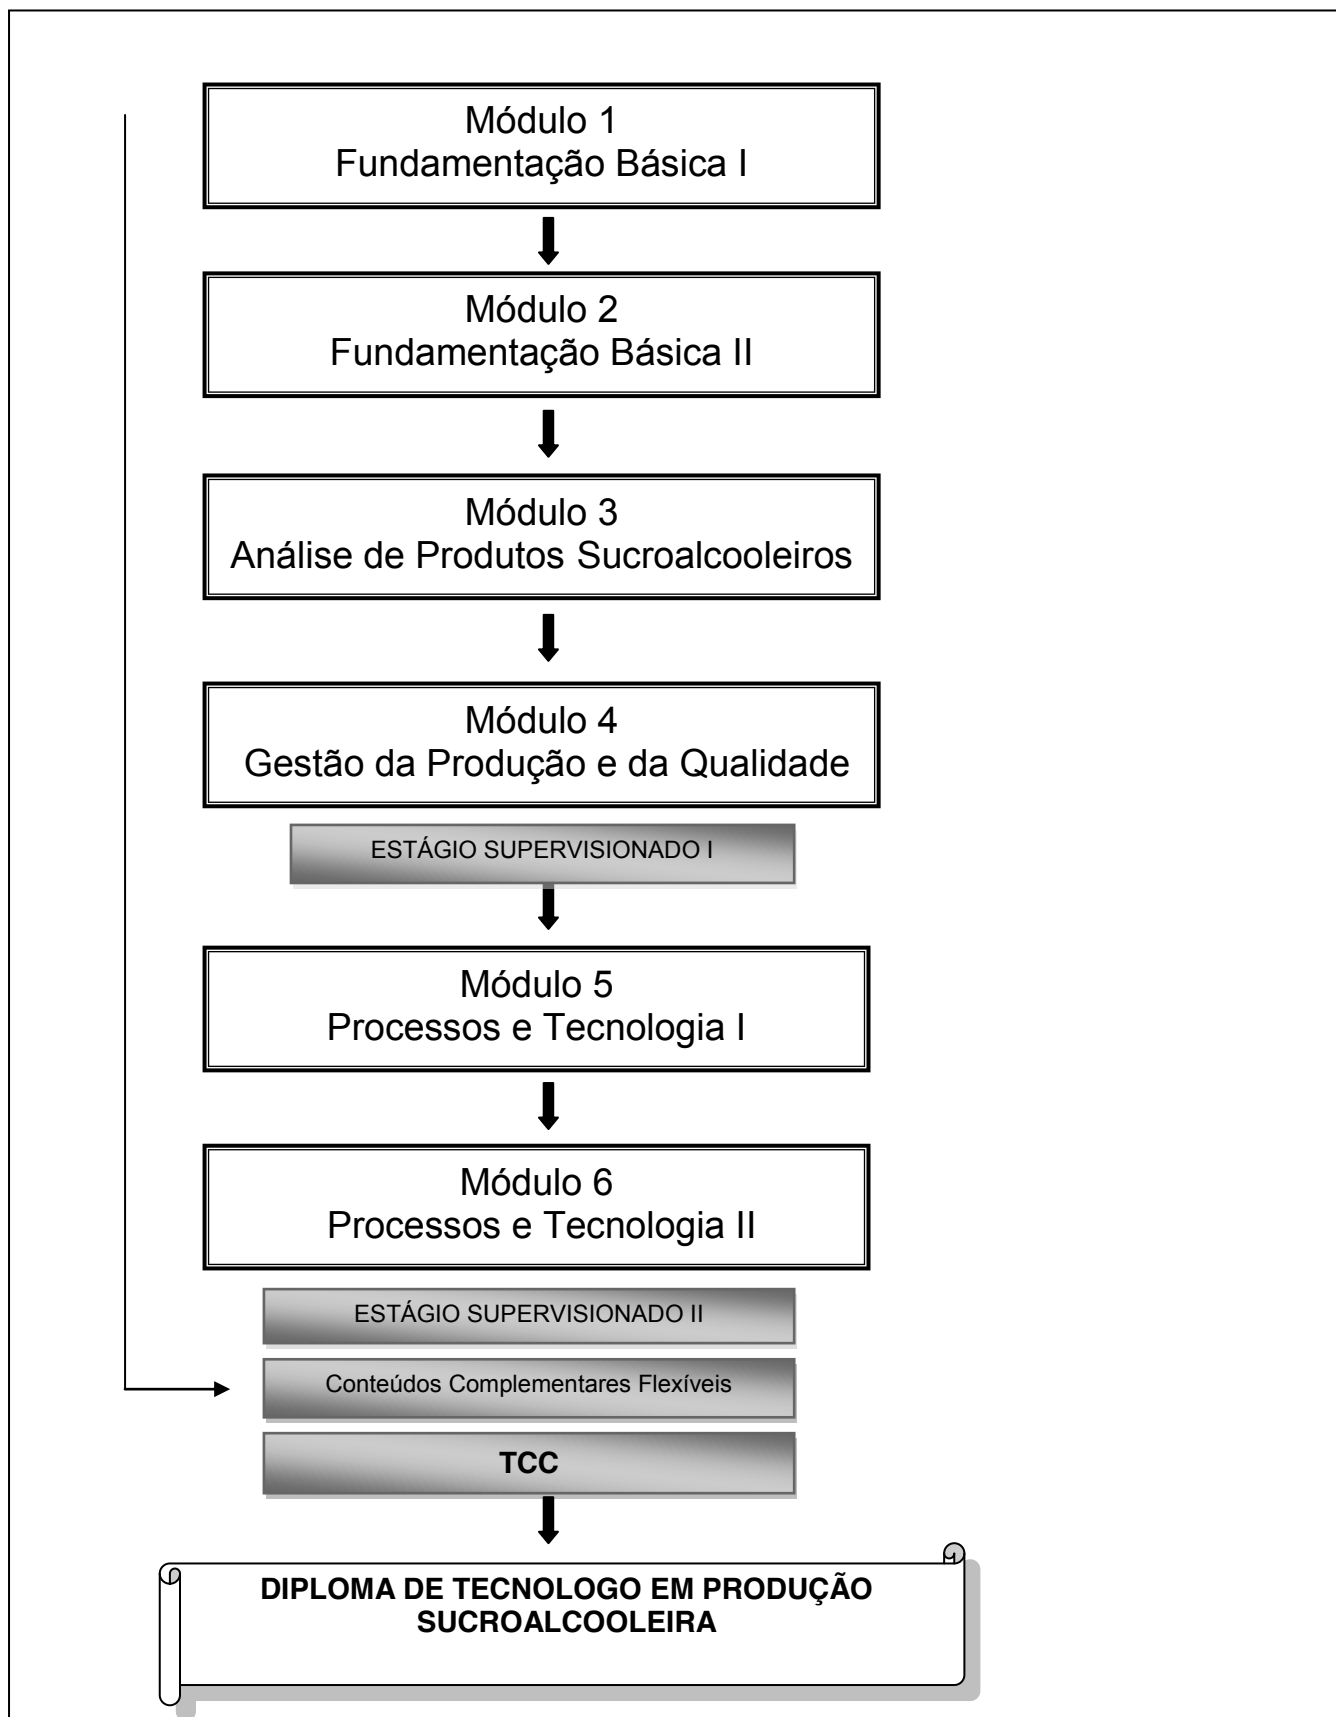 Módulo 1
Fundamentação Básica I
Módulo 2
Fundamentação Básica II
Módulo 3
Análise de Produtos Sucroalcooleiros
Módulo 4
Gestão da Produção e da Qualidade
ESTÁGIO SUPERVISIONADO I
Módulo 5
Processos e Tecnologia I
Módulo 6
Processos e Tecnologia II
ESTÁGIO SUPERVISIONADO II
Conteúdos Complementares Flexíveis
TCC
DIPLOMA DE TECNOLOGO EM PRODUÇÃO
SUCROALCOOLEIRA